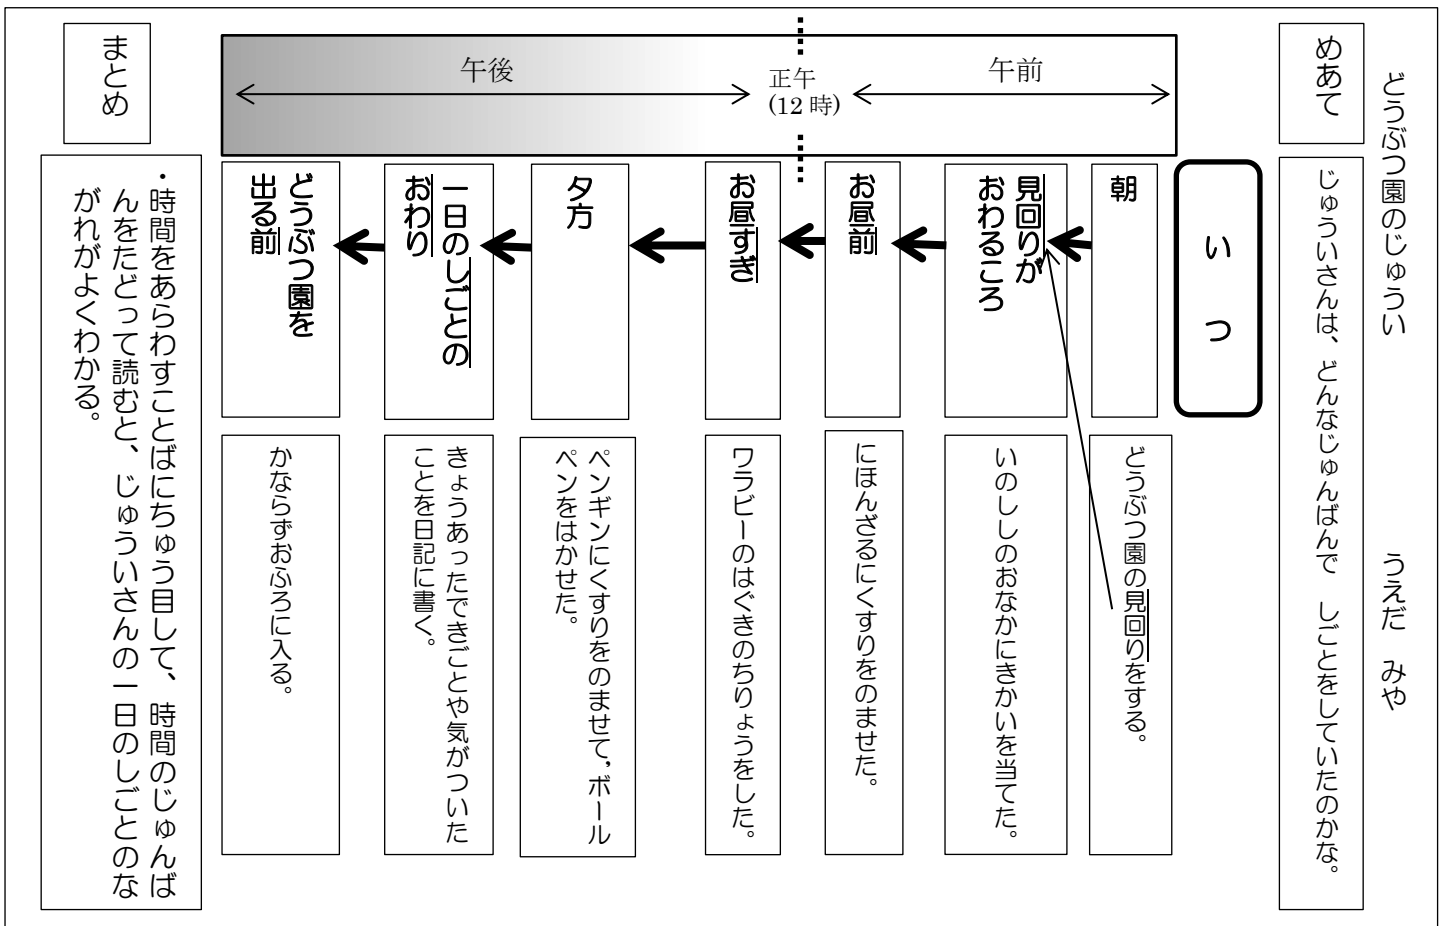 どうぶつ園のじゅうい　うえだ　みや
めあて
じゅういさんは、どんなじゅんばんで　しごとをしていたのかな。
いつ
午前
正午
(12時)
午後
朝
どうぶつ園の見回りをする。
見回りが
おわるころ
いのししのおなかにきかいを当てた。
お昼前
にほんざるにくすりをのませた。
お昼すぎ
ワラビーのはぐきのちりょうをした。
夕方
ペンギンにくすりをのませて,ボール
ペンをはかせた。
一日のしごとの
おわり
きょうあったできごとや気がついた
ことを日記に書く。
どうぶつ園を
出る前
かならずおふろに入る。
まとめ
・時間をあらわすことばにちゅう目して、時間のじゅんば
んをたどって読むと、じゅういさんの一日のしごとのな
がれがよくわかる。